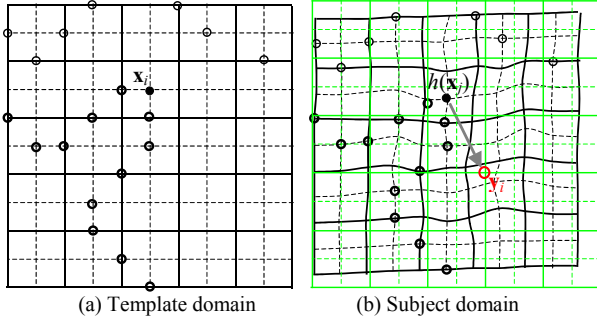 x_i
h(x_i)
y_i
(a) Template domain
(b) Subject domain